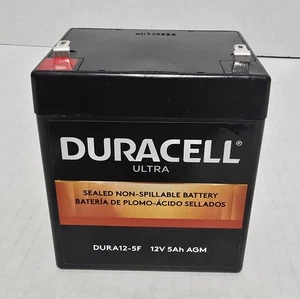 DURACELL
ULTRA
SEALED NON-SPILLABLE BATTERY
BATERÍA DE PLOMO-ÁCIDO SELLADOS
DURA12-5F 12V 5Ah AGM